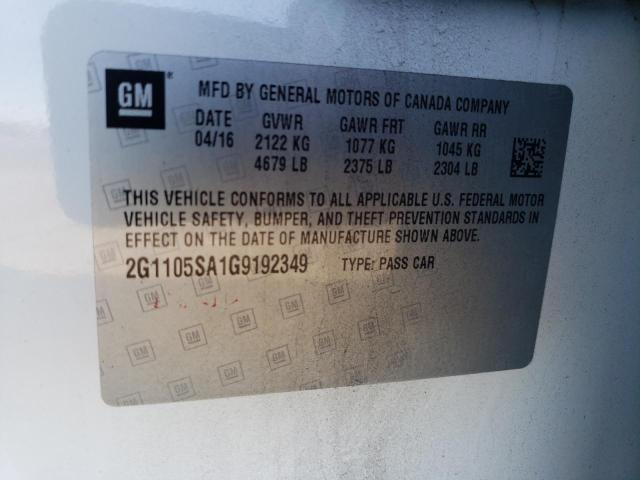 GM
MFD BY GENERAL MOTORS OF CANADA COMPANY
DATE GVWR GAWR FRT GAWR RR
04/16 2122 KG 1077 KG 1045 KG
4679 LB 2375 LB 2304 LB
THIS VEHICLE CONFORMS TO ALL APPLICABLE U.S. FEDERAL MOTOR
VEHICLE SAFETY, BUMPER, AND THEFT PREVENTION STANDARDS IN
EFFECT ON THE DATE OF MANUFACTURE SHOWN ABOVE.
2G1105SA1G9192349 TYPE: PASS CAR